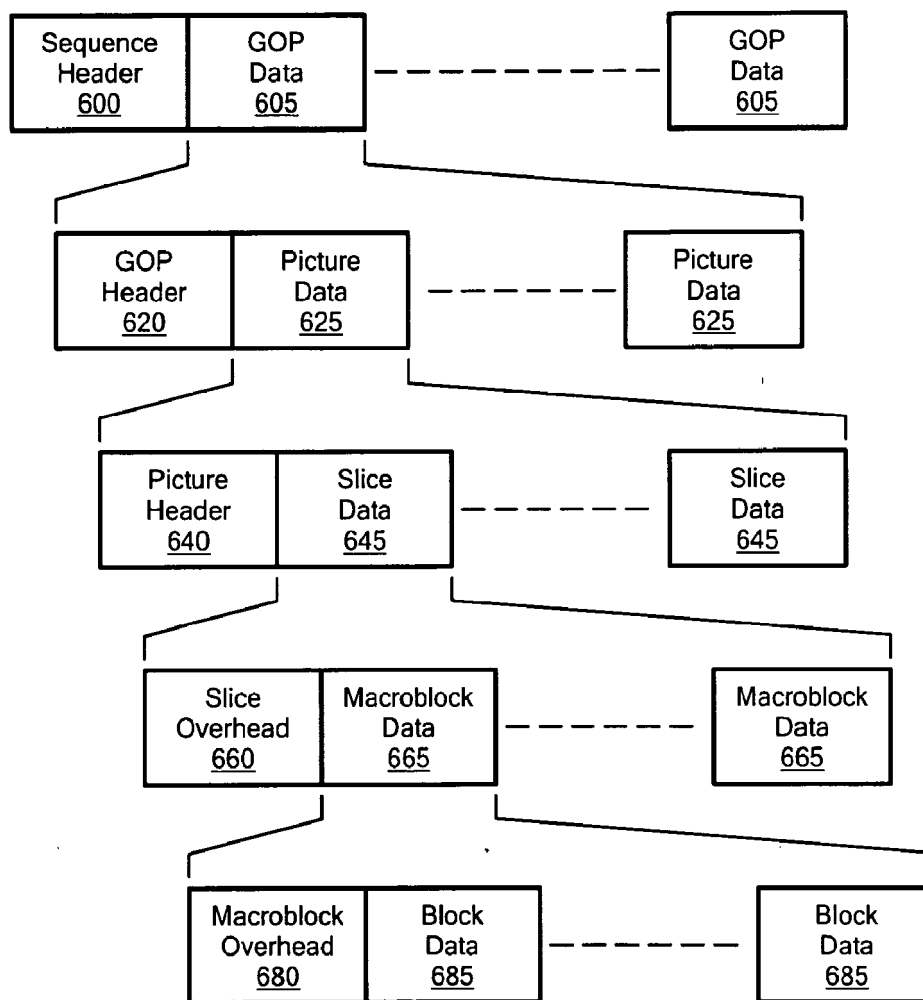 Sequence
Header
600
GOP
Data
605
GOP
Data
605
GOP
Header
620
Picture
Data
625
Picture
Data
625
Picture
Header
640
Slice
Data
645
Slice
Data
645
Slice
Overhead
660
Macroblock
Data
665
Macroblock
Data
665
Macroblock
Overhead
680
Block
Data
685
Block
Data
685